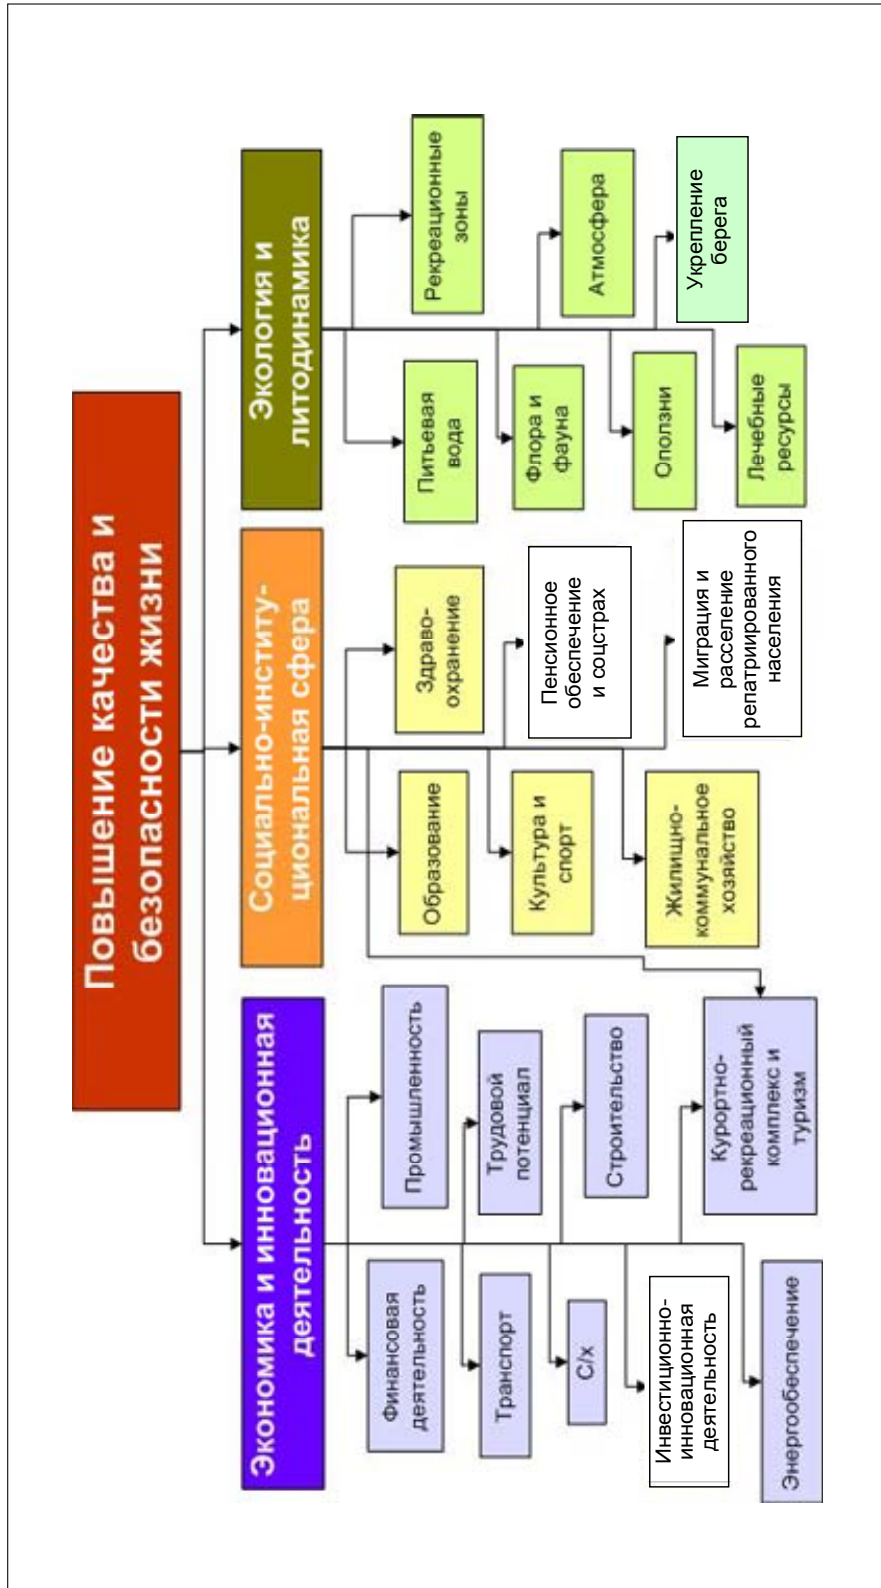 Повышение качества и
безопасности жизни
Экономика и инновационная
деятельность
Социально-институ-
циональная сфера
Экология и
литодинамика
Финансовая
деятельность
Промышленность
Транспорт
Трудовой
потенциал
С/х
Строительство
Инвестиционно-
инновационная
деятельность
Курортно-
рекреационный
комплекс и
туризм
Энергообеспечение
Образование
Здраво-
охранение
Культура и
спорт
Пенсионное
обеспечение
и соцстрах
Жилищно-
коммунальное
хозяйство
Миграция и
расселение
репатриированного
населения
Питьевая
вода
Рекреационные
зоны
Флора и
фауна
Атмосфера
Оползни
Укрепление
берега
Лечебные
ресурсы